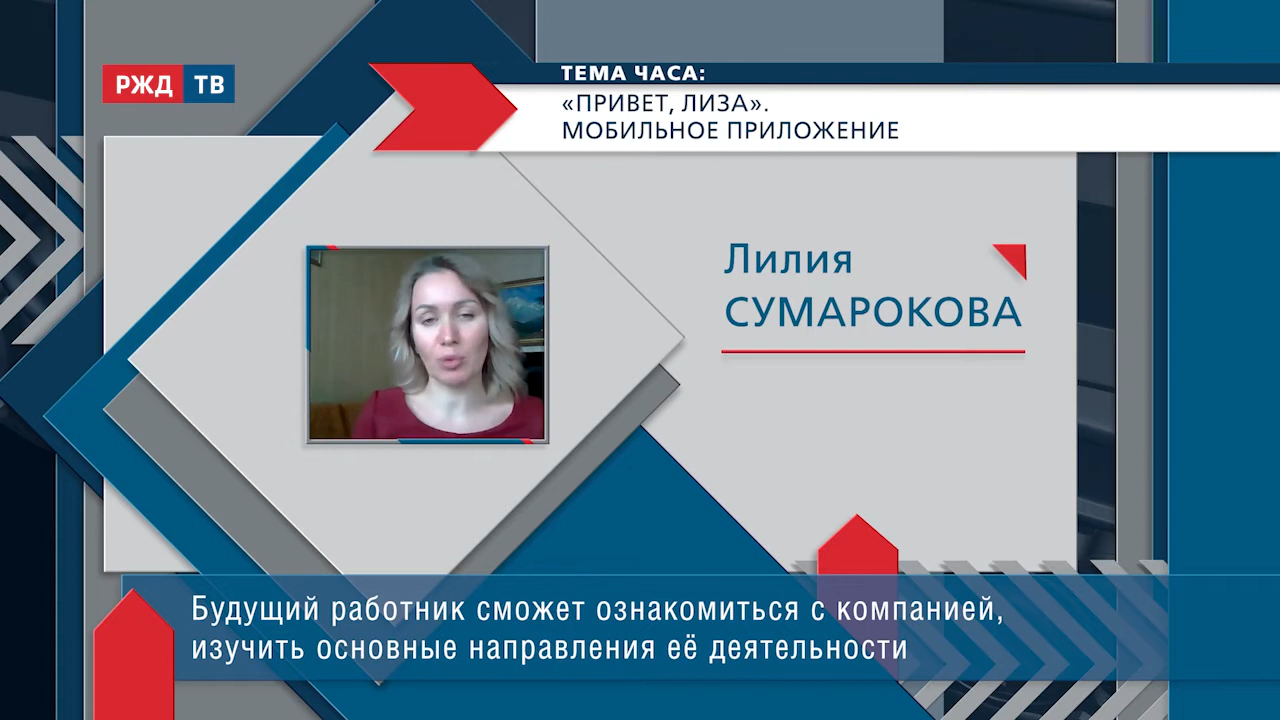 РЖД ТВ
ТЕМА ЧАСА:
«ПРИВЕТ, ЛИЗА».
МОБИЛЬНОЕ ПРИЛОЖЕНИЕ
Лилия
СУМАРОКОВА
Будущий работник сможет ознакомиться с компанией,
изучить основные направления её деятельности